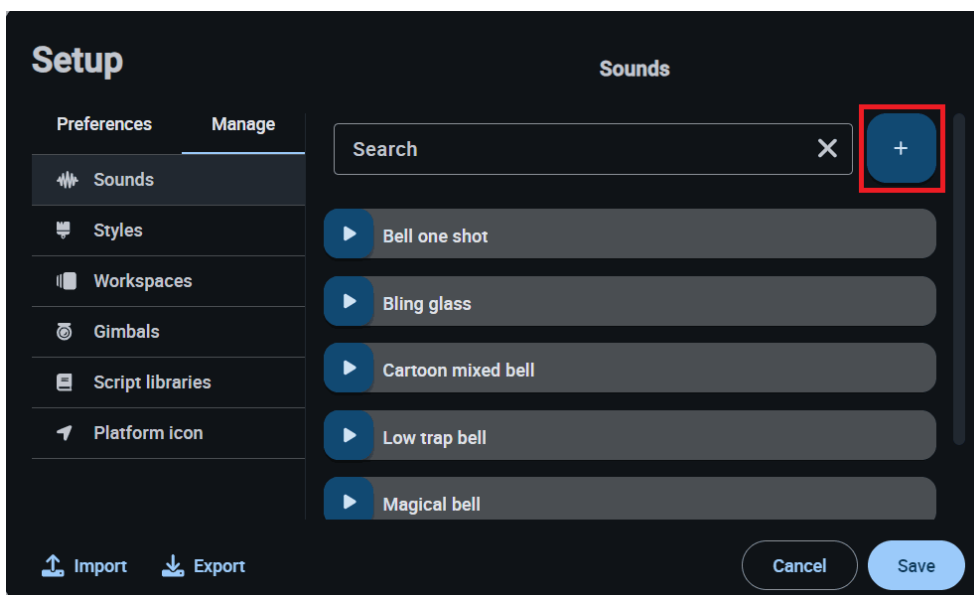 Setup
Sounds
Preferences
Manage
Search
+
Sounds
Styles
Workspaces
Gimbals
Script libraries
Platform icon
Bell one shot
Bling glass
Cartoon mixed bell
Low trap bell
Magical bell
Import
Export
Cancel
Save